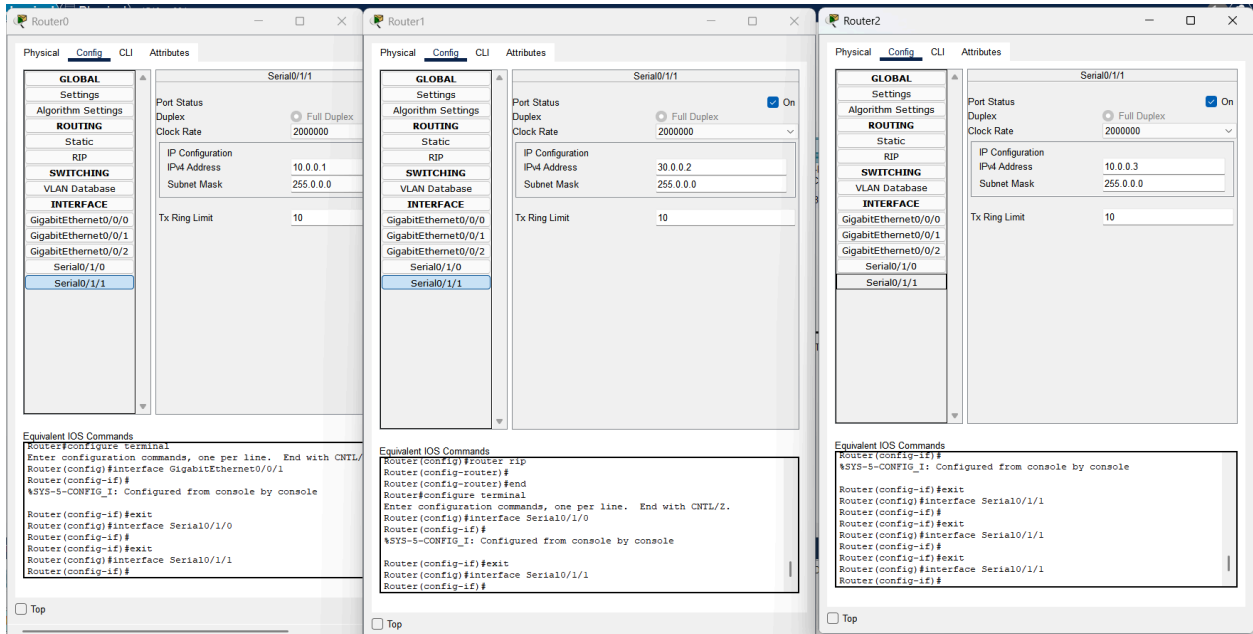 Router0
Physical Config CLI Attributes
GLOBAL
Settings
Algorithm Settings
ROUTING
Static
RIP
SWITCHING
VLAN Database
INTERFACE
GigabitEthernet0/0/0
GigabitEthernet0/0/1
GigabitEthernet0/0/2
Serial0/1/0
Serial0/1/1
Serial0/1/1
Port Status
Duplex Full Duplex
Clock Rate 2000000
IP Configuration
IPv4 Address 10.0.0.1
Subnet Mask 255.0.0.0
Tx Ring Limit 10
Equivalent IOS Commands
Router#configure terminal
Enter configuration commands, one per line. End with CNTL/
Router(config)#interface GigabitEthernet0/0/1
Router(config-if)#
%SYS-5-CONFIG_I: Configured from console by console
Router(config-if)#exit
Router(config)#interface Serial0/1/0
Router(config-if)#
Router(config-if)#exit
Router(config)#interface Serial0/1/1
Router(config-if)#
Top
Router1
Physical Config CLI Attributes
GLOBAL
Settings
Algorithm Settings
ROUTING
Static
RIP
SWITCHING
VLAN Database
INTERFACE
GigabitEthernet0/0/0
GigabitEthernet0/0/1
GigabitEthernet0/0/2
Serial0/1/0
Serial0/1/1
Serial0/1/1
Port Status On
Duplex Full Duplex
Clock Rate 2000000
IP Configuration
IPv4 Address 30.0.0.2
Subnet Mask 255.0.0.0
Tx Ring Limit 10
Equivalent IOS Commands
Router(config)#router rip
Router(config-router)#
Router(config-router)#end
Router#configure terminal
Enter configuration commands, one per line. End with CNTL/Z.
Router(config)#interface Serial0/1/0
Router(config-if)#
%SYS-5-CONFIG_I: Configured from console by console
Router(config-if)#exit
Router(config)#interface Serial0/1/1
Router(config-if)#
Top
Router2
Physical Config CLI Attributes
GLOBAL
Settings
Algorithm Settings
ROUTING
Static
RIP
SWITCHING
VLAN Database
INTERFACE
GigabitEthernet0/0/0
GigabitEthernet0/0/1
GigabitEthernet0/0/2
Serial0/1/0
Serial0/1/1
Serial0/1/1
Port Status On
Duplex Full Duplex
Clock Rate 2000000
IP Configuration
IPv4 Address 10.0.0.3
Subnet Mask 255.0.0.0
Tx Ring Limit 10
Equivalent IOS Commands
Router(config-if)#
%SYS-5-CONFIG_I: Configured from console by console
Router(config-if)#exit
Router(config)#interface Serial0/1/1
Router(config-if)#
Router(config-if)#exit
Router(config)#interface Serial0/1/1
Router(config-if)#
Router(config-if)#exit
Router(config)#interface Serial0/1/1
Router(config-if)#
Top